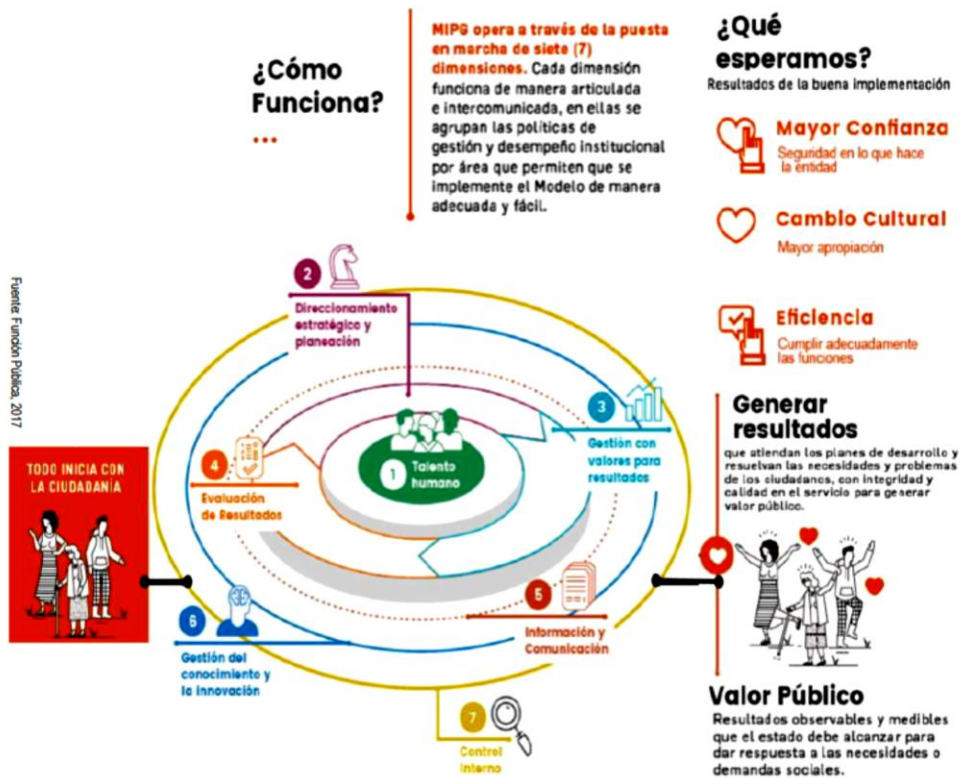 ¿Cómo
Funciona?
...
MIPG opera a través de la puesta
en marcha de siete (7)
dimensiones. Cada dimensión
funciona de manera articulada
e intercomunicada, en ellas se
agrupan las políticas de
gestión y desempeño institucional
por área que permiten que se
implemente el Modelo de manera
adecuada y fácil.
¿Qué
esperamos?
Resultados de la buena implementación
Mayor Confianza
Seguridad en lo que hace
la entidad
Cambio Cultural
Mayor apropiación
Eficiencia
Cumplir adecuadamente
las funciones
Generar
resultados
que atiendan los planes de desarrollo y
resuelvan las necesidades y problemas
de los ciudadanos, con integridad y
calidad en el servicio para generar
valor público.
Valor Público
Resultados observables y medibles
que el estado debe alcanzar para
dar respuesta a las necesidades o
demandas sociales.
Fuente: Función Pública, 2017
TODO INICIA CON
LA CIUDADANÍA
1
Talento
humano
2
Direccionamiento
estratégico y
planeación
3
Gestión con
valores para
resultados
4
Evaluación
de Resultados
5
Información y
Comunicación
6
Gestión del
conocimiento y
la innovación
7
Control
Interno